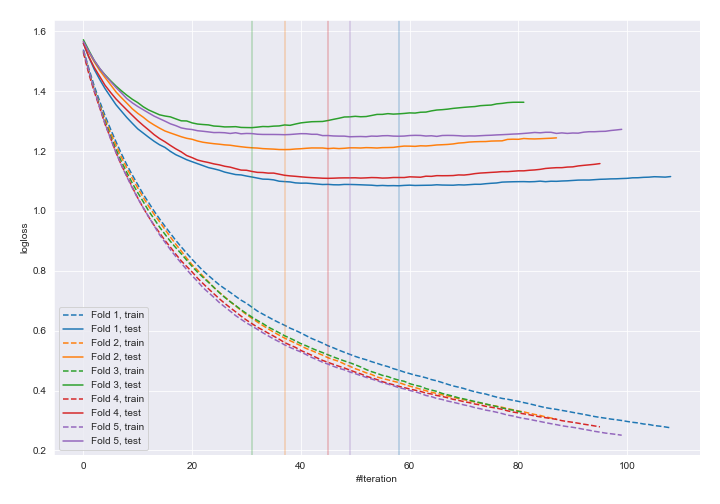 1.6
1.4
1.2
1.0
0.8
0.6
0.4
0.2
logloss
Fold 1, train
Fold 1, test
Fold 2, train
Fold 2, test
Fold 3, train
Fold 3, test
Fold 4, train
Fold 4, test
Fold 5, train
Fold 5, test
0 20 40 60 80 100
#Iteration